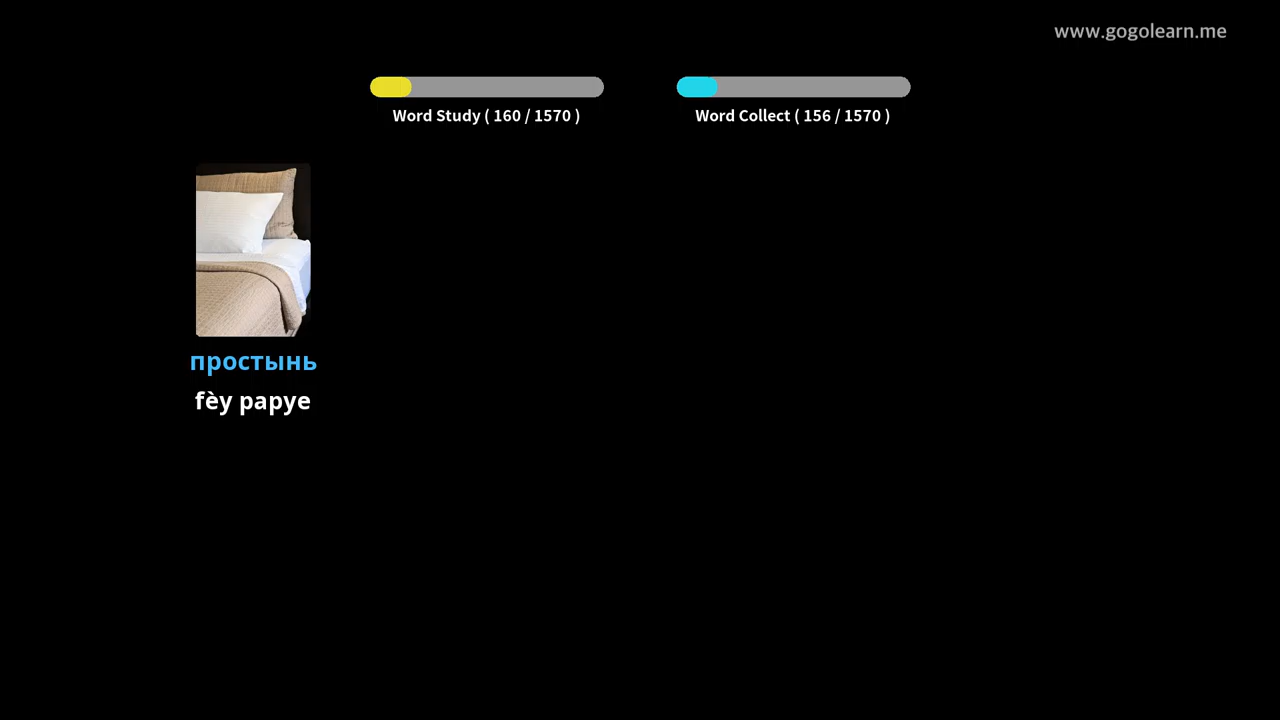 www.gogolearn.me
Word Study ( 160 / 1570 )
Word Collect ( 156 / 1570 )
простынь
fèy papye